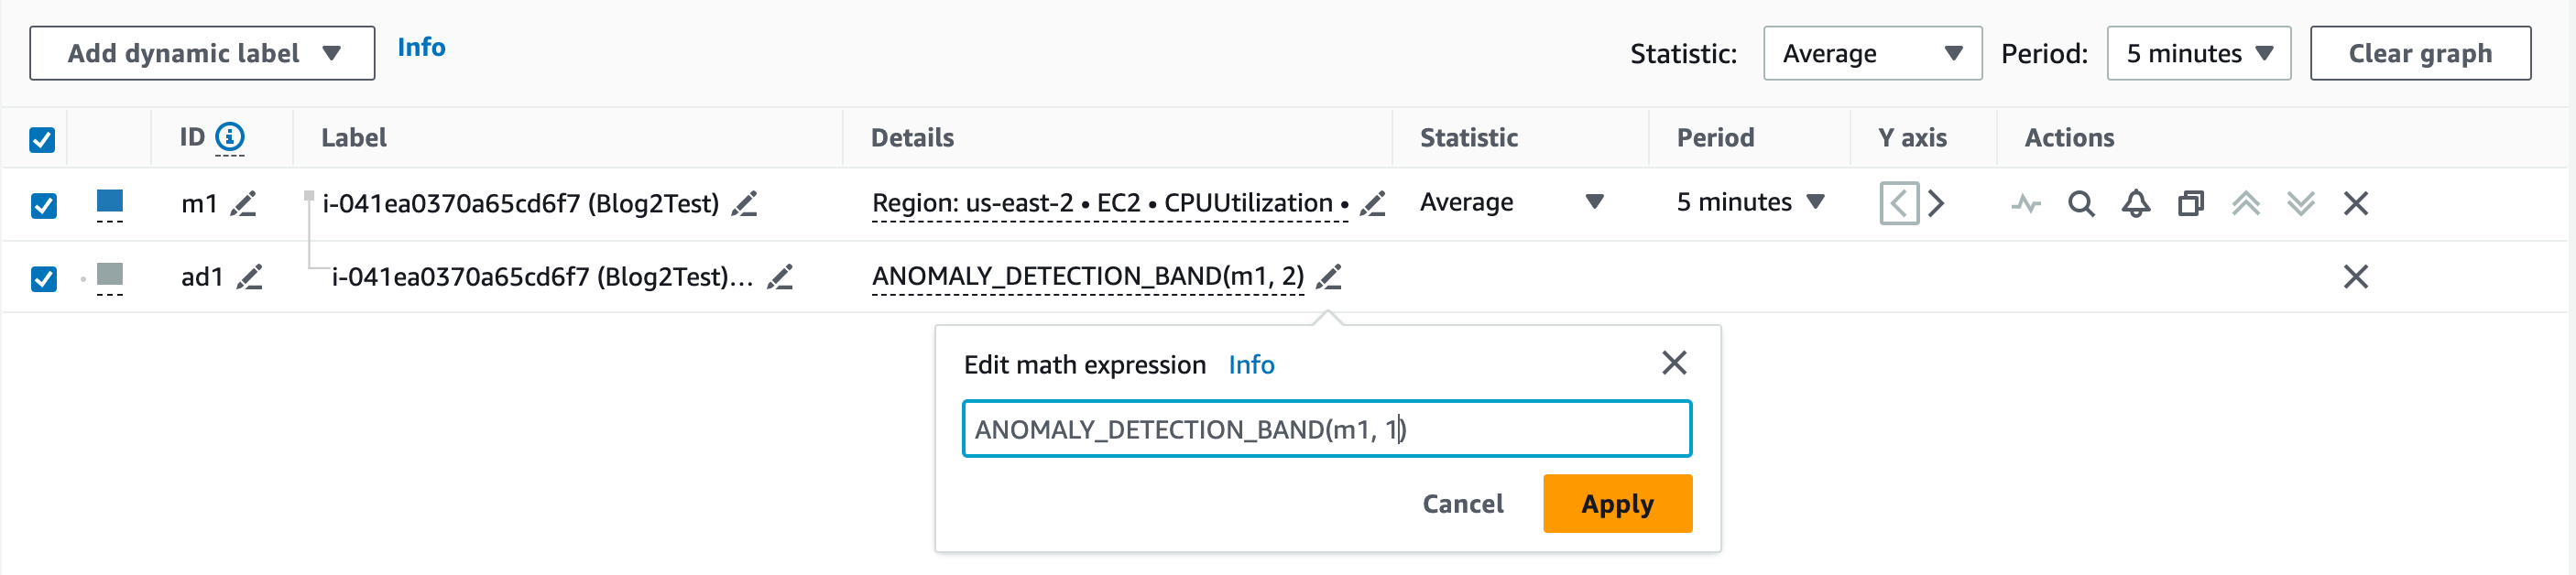 Add dynamic label Info Statistic: Average Period: 5 minutes Clear graph
ID Label Details Statistic Period Y axis Actions
m1 i-041ea0370a65cd6f7 (Blog2Test) Region: us-east-2 • EC2 • CPUUtilization • Average 5 minutes
ad1 i-041ea0370a65cd6f7 (Blog2Test)... ANOMALY_DETECTION_BAND(m1, 2)
Edit math expression Info
ANOMALY_DETECTION_BAND(m1, 1)
Cancel Apply